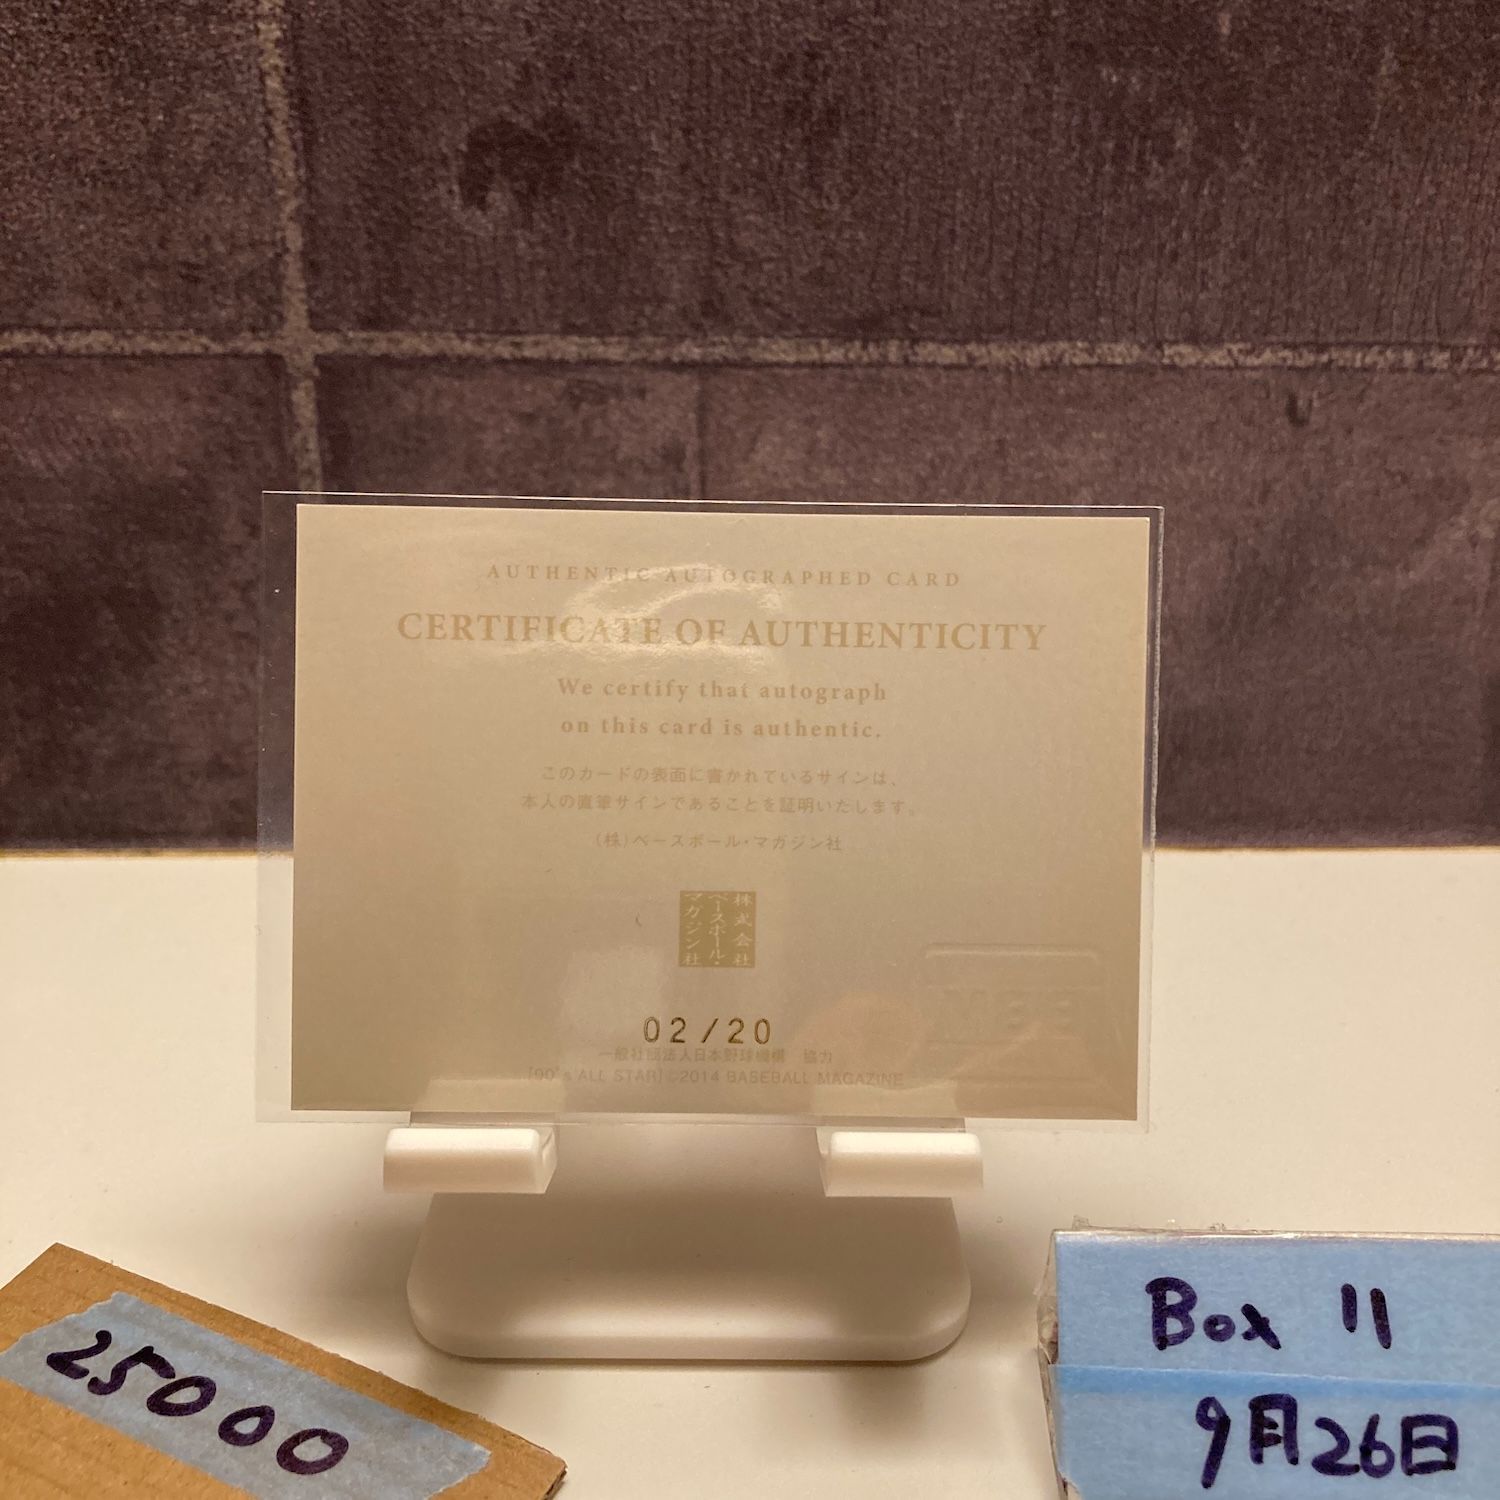 AUTHENTIC AUTOGRAPHED CARD
CERTIFICATE OF AUTHENTICITY
We certify that autograph
on this card is authentic.
このカードの表面に書かれているサインは、
本人の直筆サインであることを証明いたします。
(株)ベースボール・マガジン社
株式会社
ベースボール・
マガジン社
BBM
02/20
一般社団法人日本野球機構 協力
[90's ALL STAR] ©2014 BASEBALL MAGAZINE
25000
Box 11
9月26日